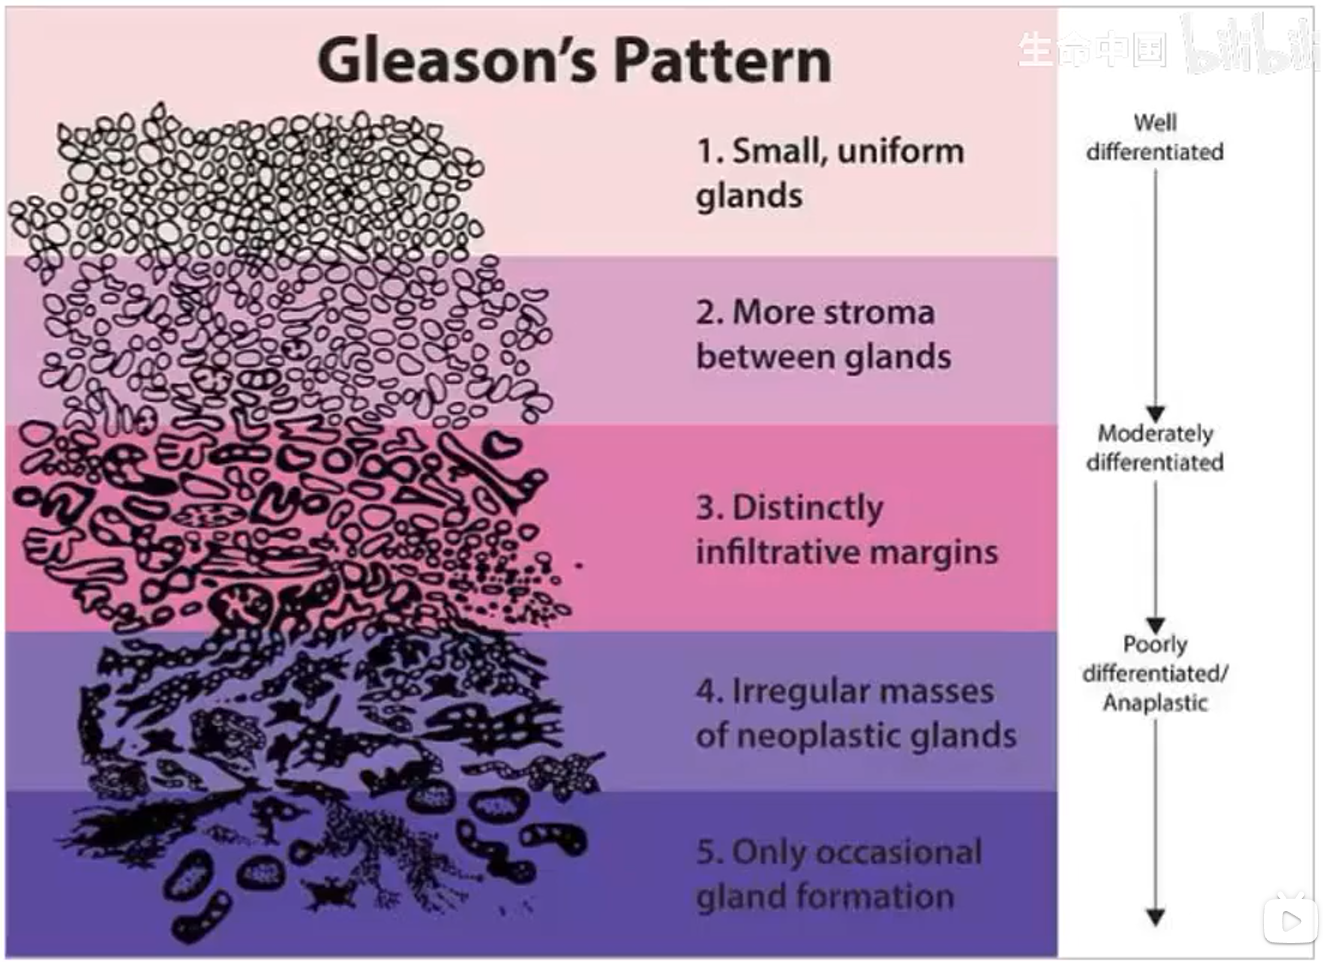 Gleason's Pattern
生命中国 bilibili
1. Small, uniform
glands
2. More stroma
between glands
3. Distinctly
infiltrative margins
4. Irregular masses
of neoplastic glands
5. Only occasional
gland formation
Well
differentiated
Moderately
differentiated
Poorly
differentiated/
Anaplastic